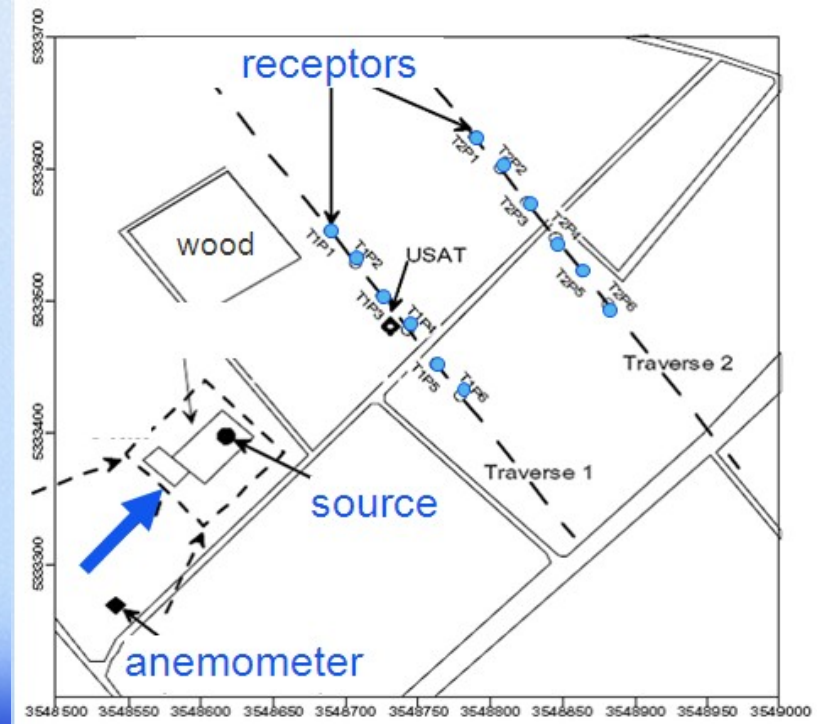 5333700
receptors
T2P1
T2P2
5333600
T2P3
T2P4
wood
T1P1
T1P2
USAT
T2P5
T2P6
5333500
T1P3
T1P4
Traverse 2
T1P5
T1P6
5333400
Traverse 1
source
5333300
anemometer
3548500 3548550 3548600 3548650 3548700 3548750 3548800 3548850 3548900 3548950 3549000